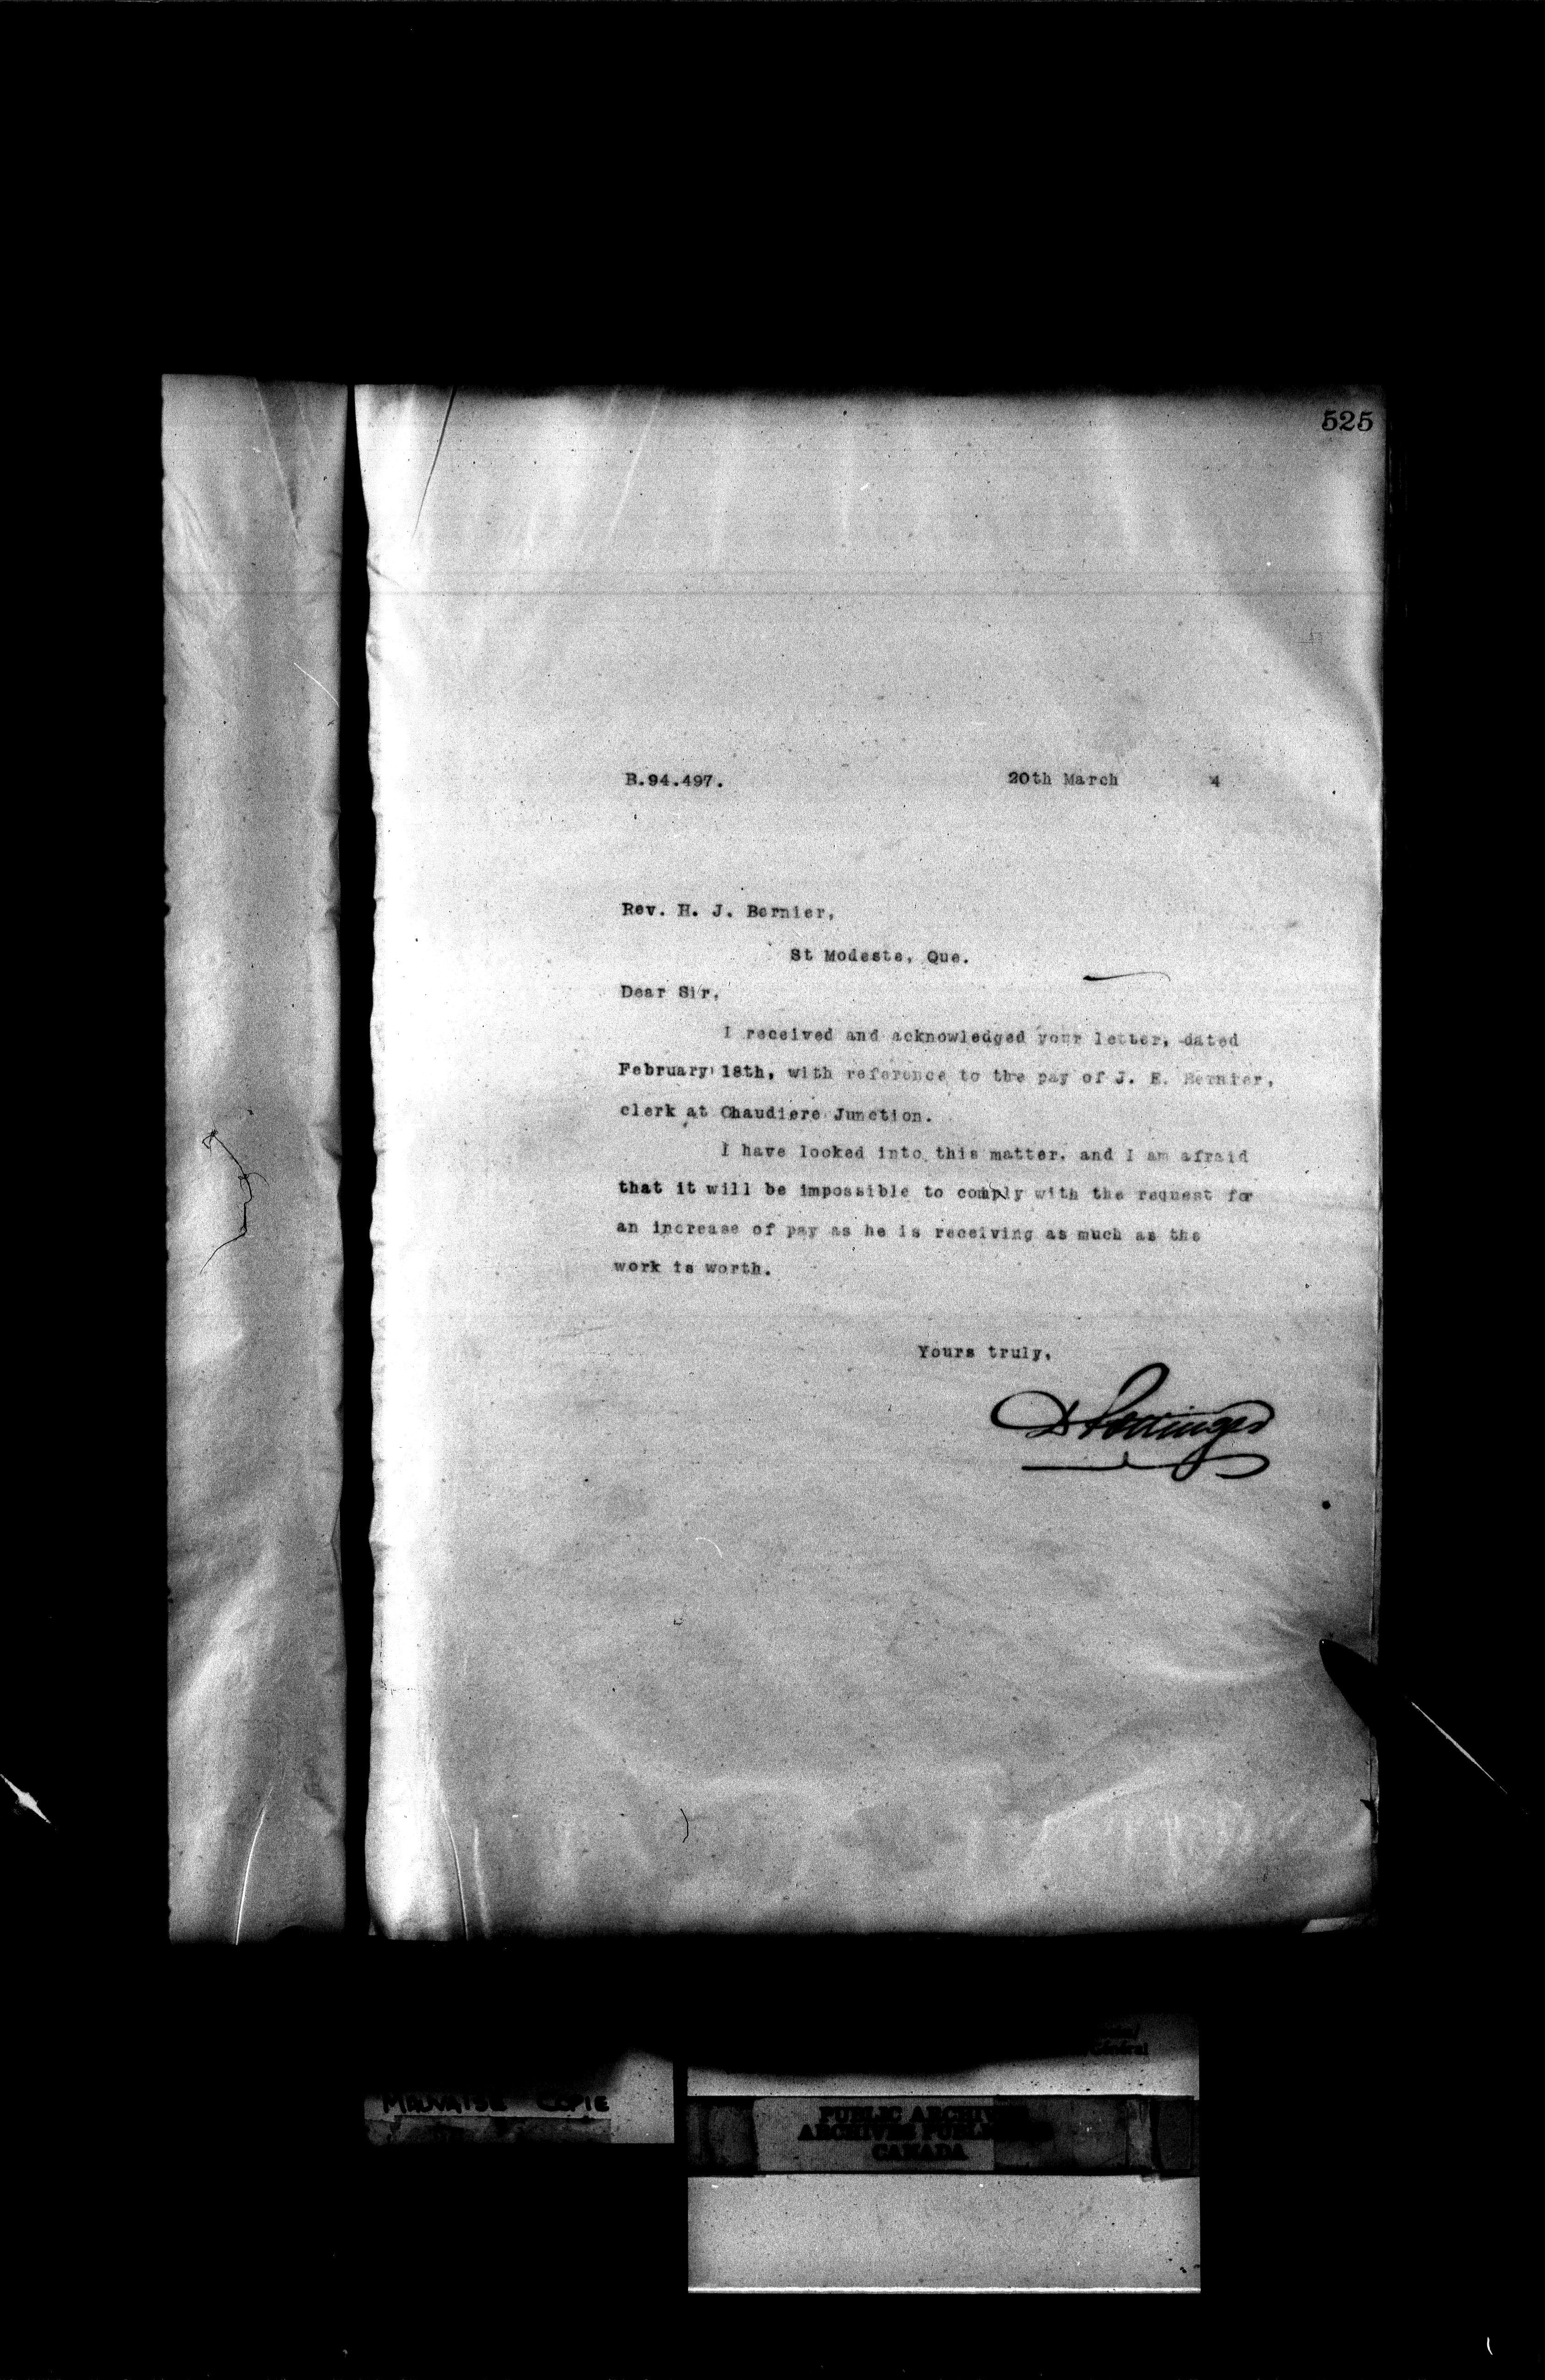 525
B.94.497. 20th March 4
Rev. H. J. Bernier,
St Modeste, Que.
Dear Sir,
I received and acknowledged your letter, dated
February 18th, with reference to the pay of J. E. Bernier,
clerk at Chaudiere Junction.
I have looked into this matter, and I am afraid
that it will be impossible to comply with the request for
an increase of pay as he is receiving as much as the
work is worth.
Yours truly,
D Pottinger
MAUVAISE COPIE
PUBLIC ARCHIVES
ARCHIVES PUBLIQUES
CANADA